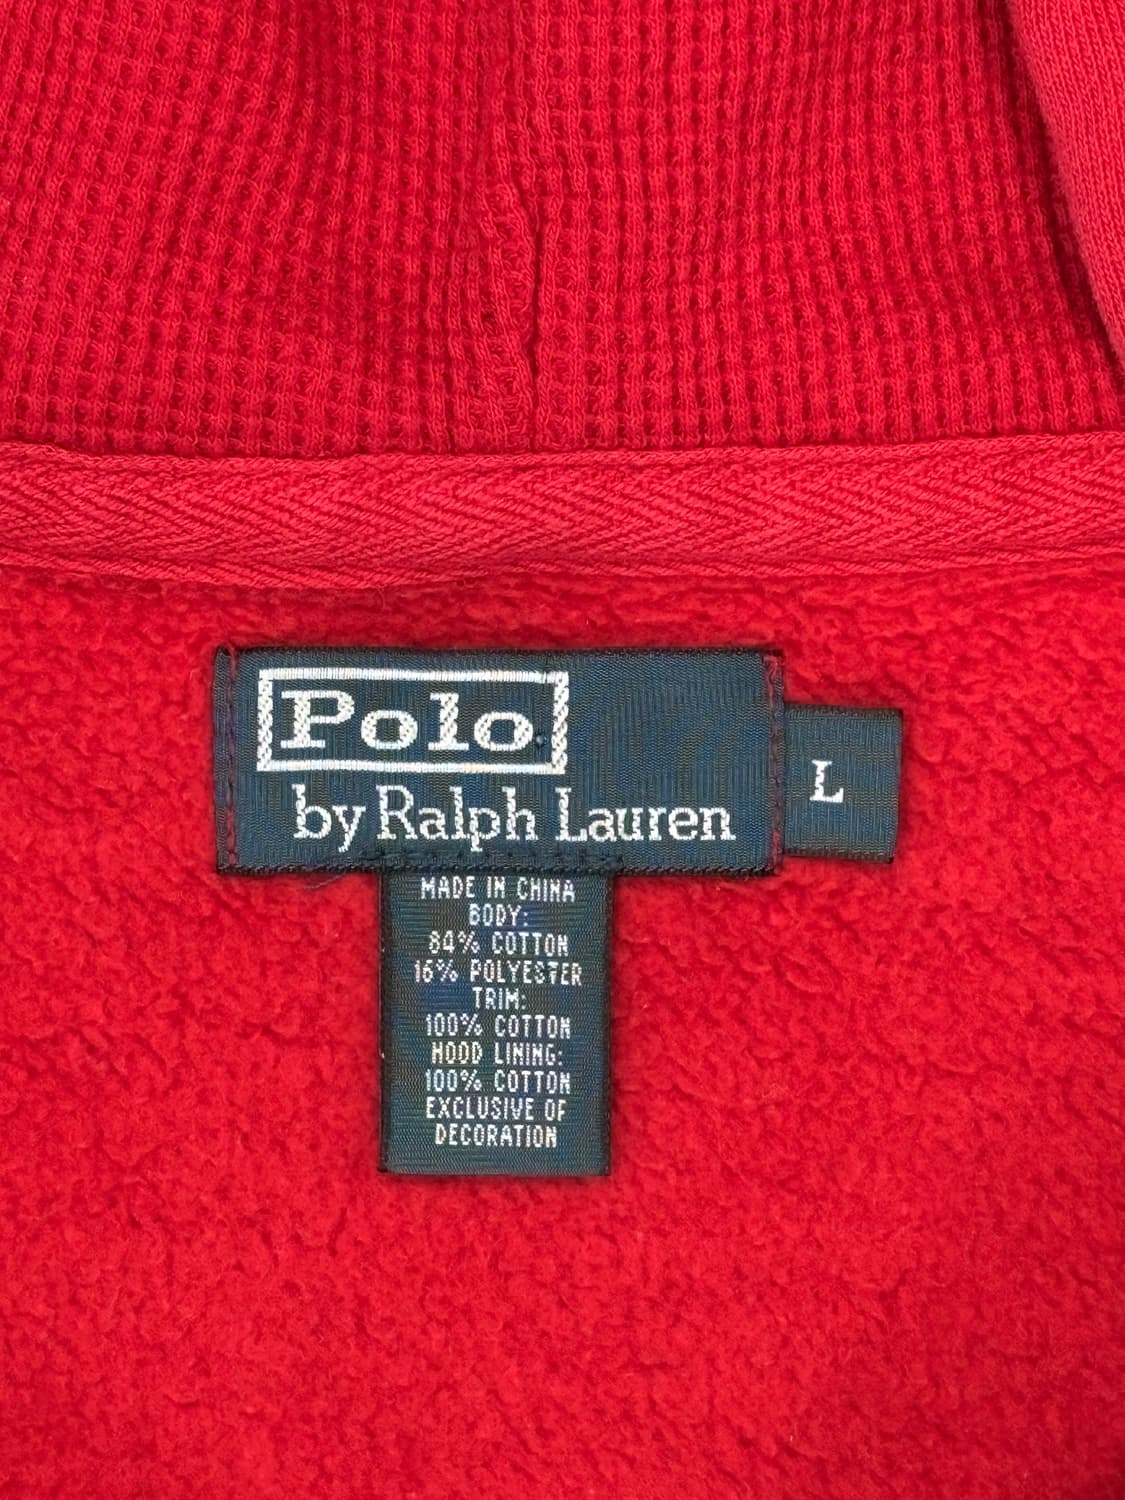 Polo
by Ralph Lauren
L
MADE IN CHINA
BODY:
84% COTTON
16% POLYESTER
TRIM:
100% COTTON
HOOD LINING:
100% COTTON
EXCLUSIVE OF
DECORATION